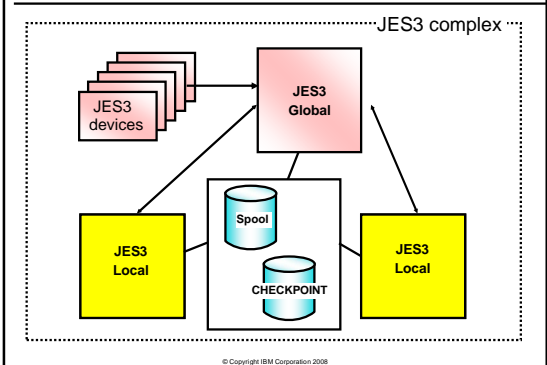 JES3 complex
JES3
devices
JES3
Global
Spool
CHECKPOINT
JES3
Local
JES3
Local
© Copyright IBM Corporation 2008